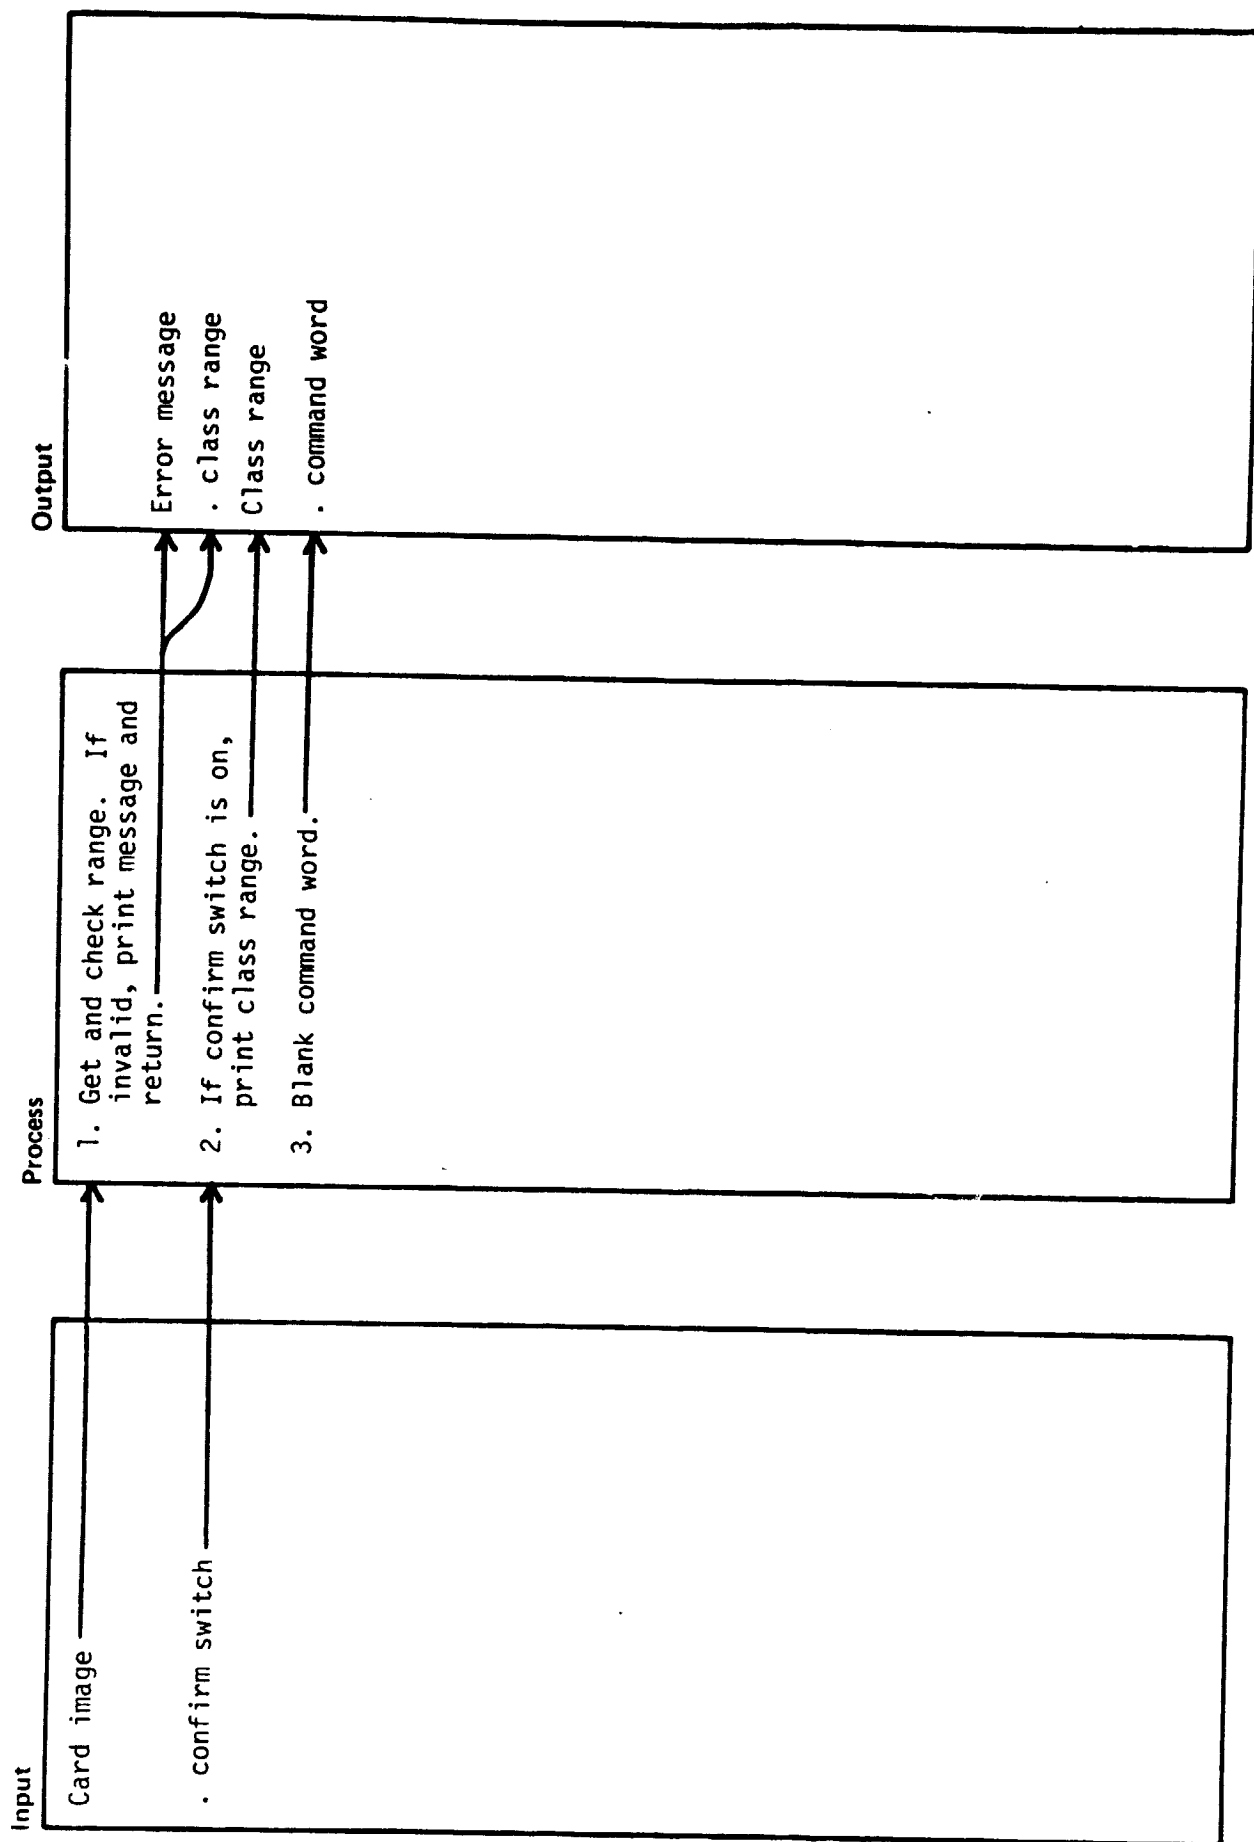 Input
Card image
. confirm switch
Process
1. Get and check range. If
invalid, print message and
return.
2. If confirm switch is on,
print class range.
3. Blank command word.
Output
Error message
. class range
Class range
. command word